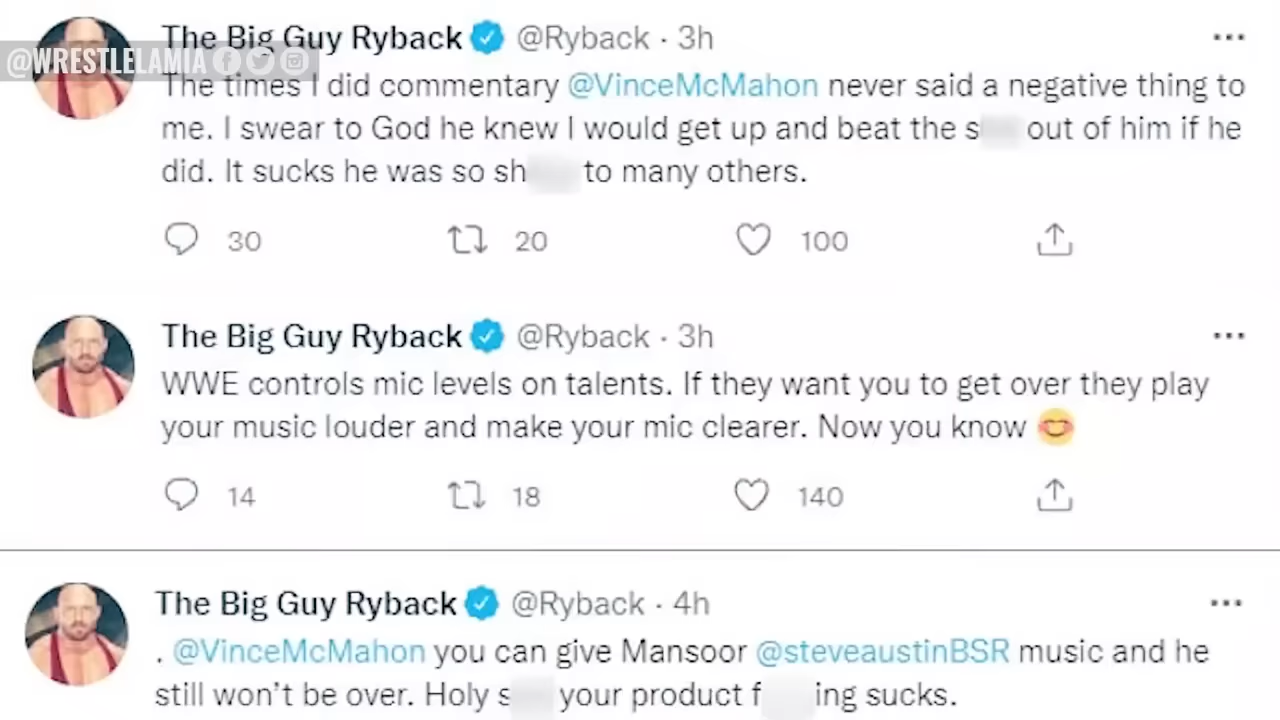 The Big Guy Ryback @Ryback · 3h
@WRESTLELAMIA
The times I did commentary @VinceMcMahon never said a negative thing to
me. I swear to God he knew I would get up and beat the s out of him if he
did. It sucks he was so sh to many others.
30 20 100
The Big Guy Ryback @Ryback · 3h
WWE controls mic levels on talents. If they want you to get over they play
your music louder and make your mic clearer. Now you know 😊
14 18 140
The Big Guy Ryback @Ryback · 4h
. @VinceMcMahon you can give Mansoor @steveaustinBSR music and he
still won't be over. Holy s your product f ing sucks.